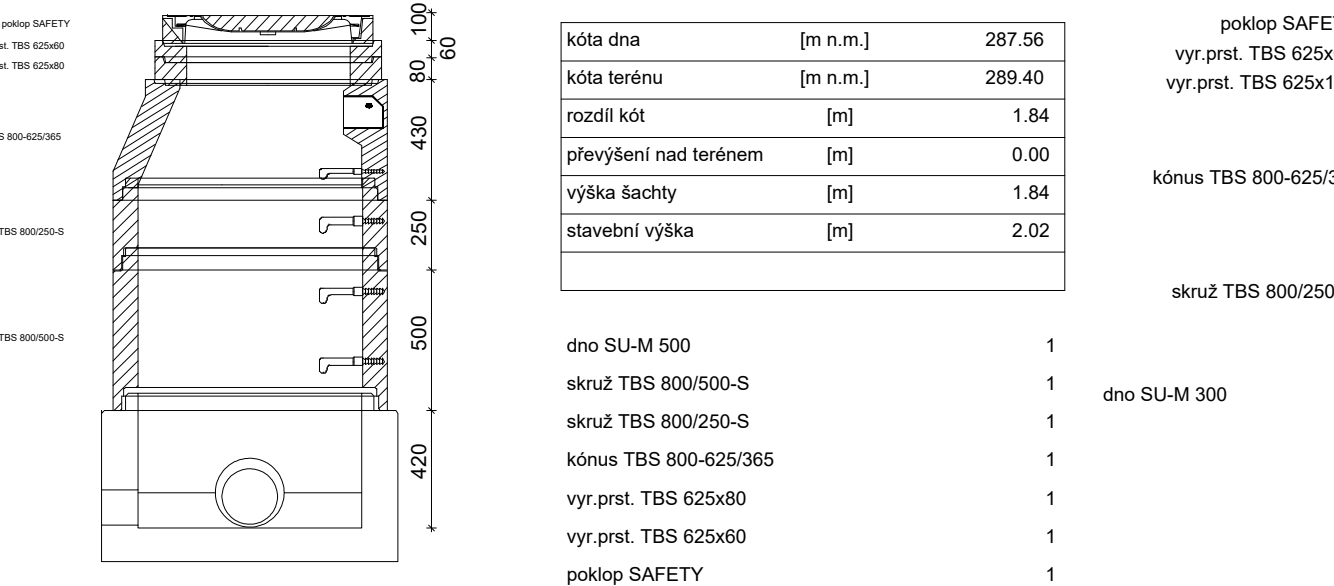 poklop SAFETY
st. TBS 625x60
st. TBS 625x80
S 800-625/365
TBS 800/250-S
TBS 800/500-S
100
60
80
430
250
500
420
kóta dna [m n.m.] 287.56
kóta terénu [m n.m.] 289.40
rozdíl kót [m] 1.84
převýšení nad terénem [m] 0.00
výška šachty [m] 1.84
stavební výška [m] 2.02
dno SU-M 500 1
skruž TBS 800/500-S 1
skruž TBS 800/250-S 1
kónus TBS 800-625/365 1
vyr.prst. TBS 625x80 1
vyr.prst. TBS 625x60 1
poklop SAFETY 1
poklop SAFE
vyr.prst. TBS 625x
vyr.prst. TBS 625x1
kónus TBS 800-625/3
skruž TBS 800/250
dno SU-M 300